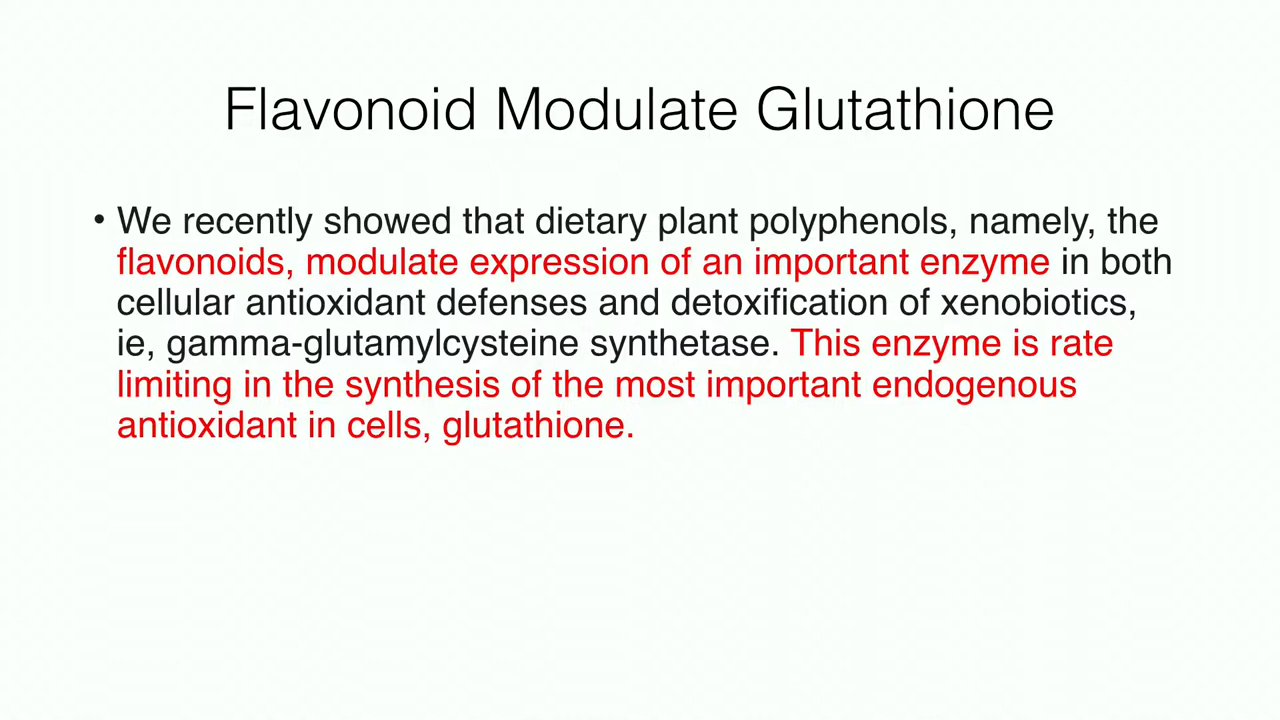 Flavonoid Modulate Glutathione
• We recently showed that dietary plant polyphenols, namely, the
flavonoids, modulate expression of an important enzyme in both
cellular antioxidant defenses and detoxification of xenobiotics,
ie, gamma-glutamylcysteine synthetase. This enzyme is rate
limiting in the synthesis of the most important endogenous
antioxidant in cells, glutathione.